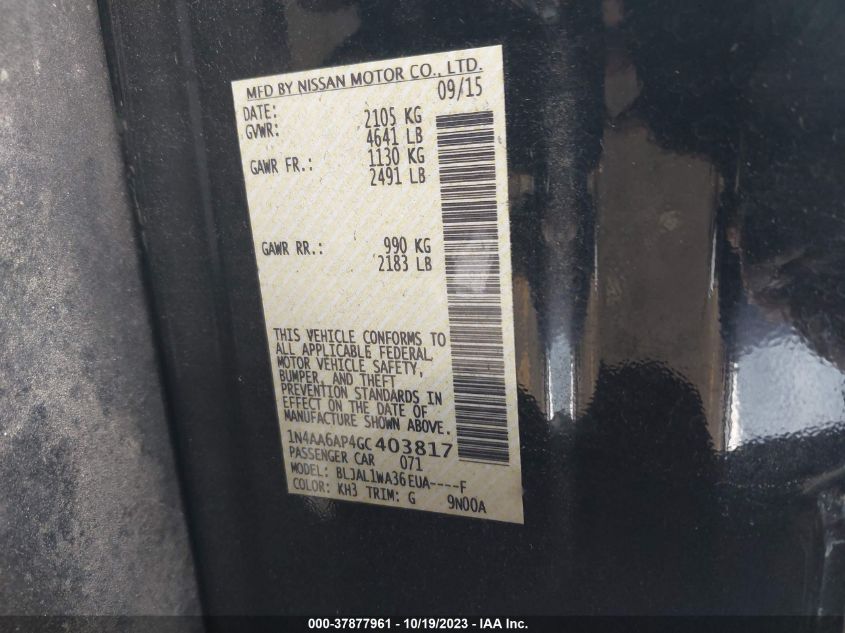 MFD BY NISSAN MOTOR CO., LTD.
DATE: 09/15
GVWR: 2105 KG
4641 LB
GAWR FR.: 1130 KG
2491 LB
GAWR RR.: 990 KG
2183 LB
THIS VEHICLE CONFORMS TO
ALL APPLICABLE FEDERAL
MOTOR VEHICLE SAFETY,
BUMPER, AND THEFT
PREVENTION STANDARDS IN
EFFECT ON THE DATE OF
MANUFACTURE SHOWN ABOVE.
1N4AA6AP4GC403817
PASSENGER CAR 071
MODEL: BLJAL1WA36EUA----F
COLOR: KH3 TRIM: G 9N00A
000-37877961 - 10/19/2023 - IAA Inc.